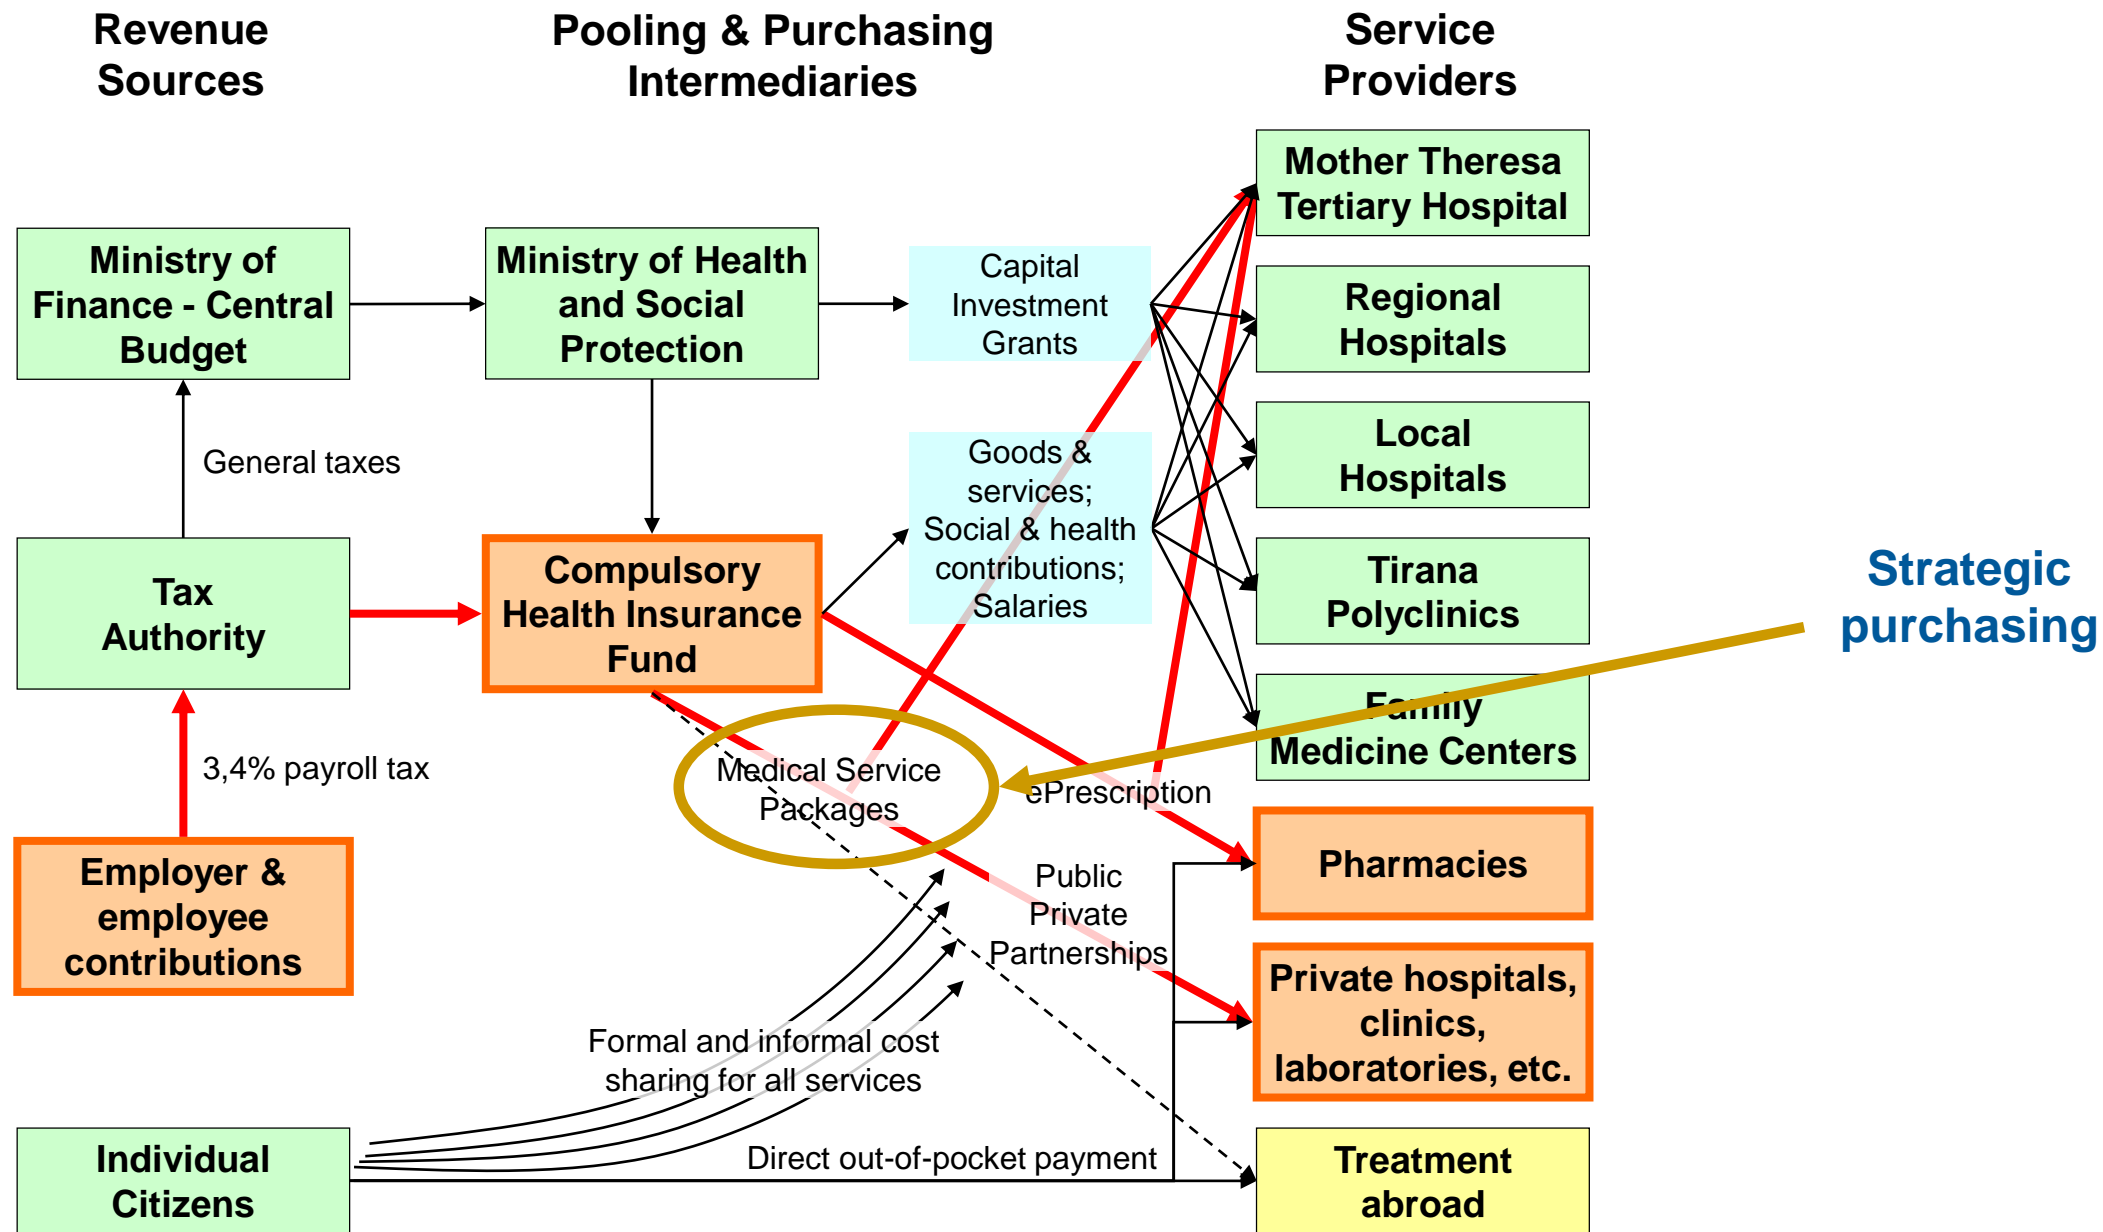 Revenue
Sources
Pooling & Purchasing
Intermediaries
Service
Providers
Mother Theresa
Tertiary Hospital
Ministry of
Finance - Central
Budget
Ministry of Health
and Social
Protection
Capital
Investment
Grants
Regional
Hospitals
General taxes
Goods &
services;
Social & health
contributions;
Salaries
Local
Hospitals
Tax
Authority
Compulsory
Health Insurance
Fund
Tirana
Polyclinics
Strategic
purchasing
Family
Medicine Centers
3,4% payroll tax
Medical Service
Packages
ePrescription
Employer &
employee
contributions
Public
Private
Partnerships
Pharmacies
Private hospitals,
clinics,
laboratories, etc.
Formal and informal cost
sharing for all services
Individual
Citizens
Direct out-of-pocket payment
Treatment
abroad